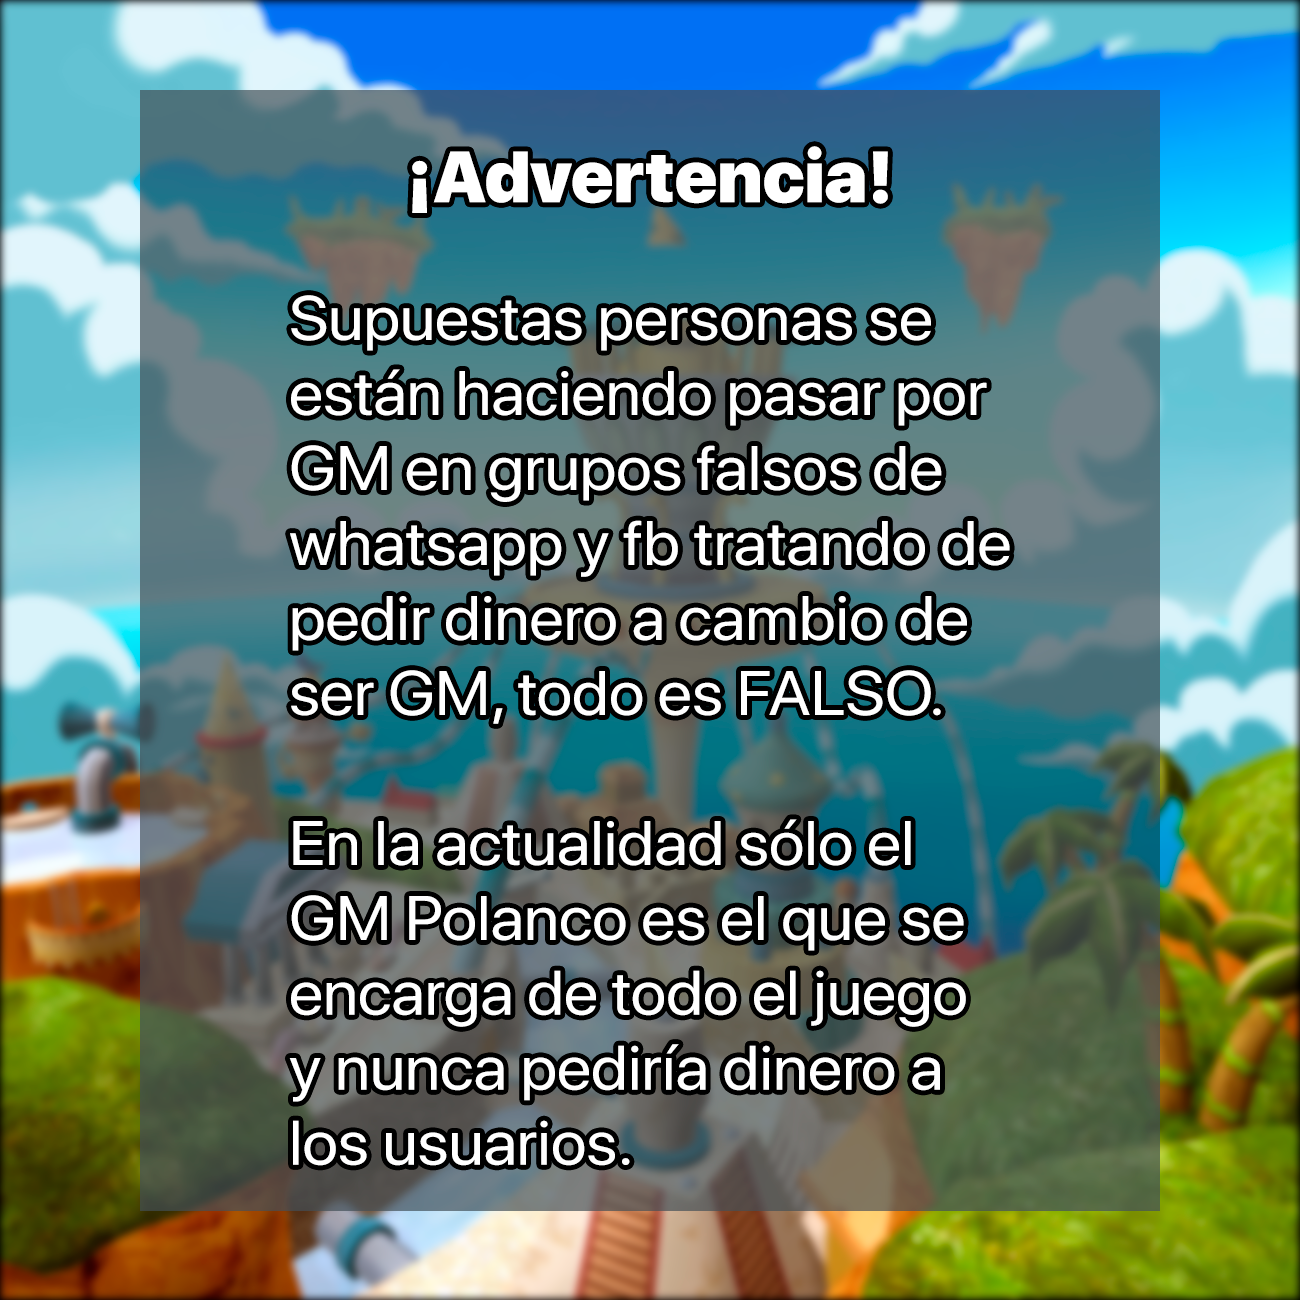 ¡Advertencia!
Supuestas personas se
están haciendo pasar por
GM en grupos falsos de
whatsapp y fb tratando de
pedir dinero a cambio de
ser GM, todo es FALSO.
En la actualidad sólo el
GM Polanco es el que se
encarga de todo el juego
y nunca pediría dinero a
los usuarios.